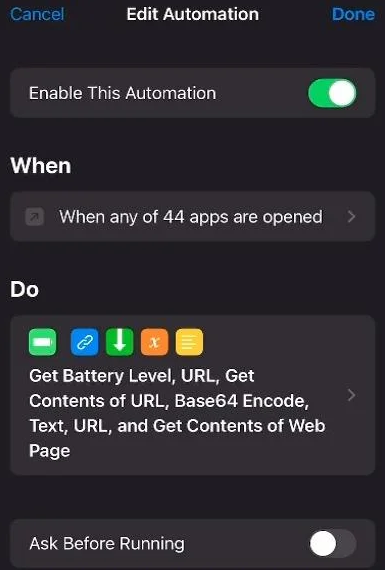 Cancel Edit Automation Done
Enable This Automation
When
When any of 44 apps are opened
Do
x
Get Battery Level, URL, Get
Contents of URL, Base64 Encode,
Text, URL, and Get Contents of Web
Page
Ask Before Running